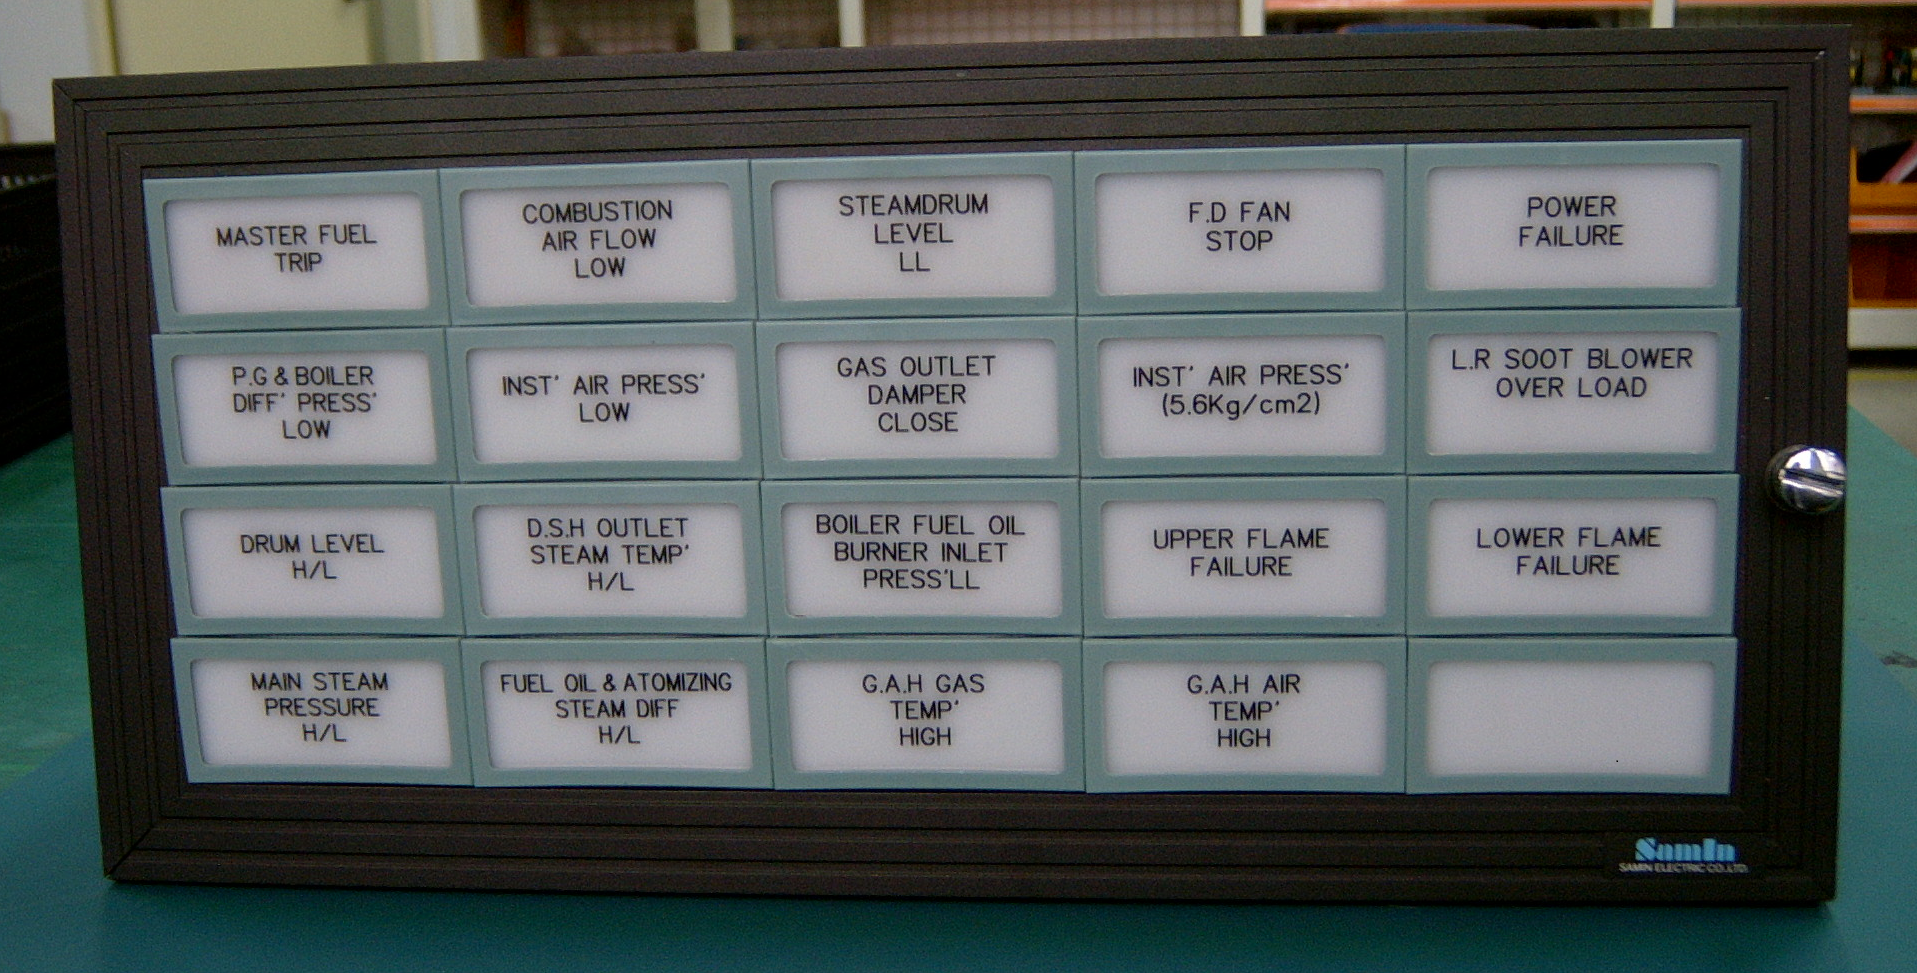 MASTER FUEL
TRIP
COMBUSTION
AIR FLOW
LOW
STEAMDRUM
LEVEL
LL
F.D FAN
STOP
POWER
FAILURE
P.G & BOILER
DIFF' PRESS'
LOW
INST' AIR PRESS'
LOW
GAS OUTLET
DAMPER
CLOSE
INST' AIR PRESS'
(5.6Kg/cm2)
L.R SOOT BLOWER
OVER LOAD
DRUM LEVEL
H/L
D.S.H OUTLET
STEAM TEMP'
H/L
BOILER FUEL OIL
BURNER INLET
PRESS'LL
UPPER FLAME
FAILURE
LOWER FLAME
FAILURE
MAIN STEAM
PRESSURE
H/L
FUEL OIL & ATOMIZING
STEAM DIFF
H/L
G.A.H GAS
TEMP'
HIGH
G.A.H AIR
TEMP'
HIGH
SamIn
SAMIN ELECTRIC CO., LTD.